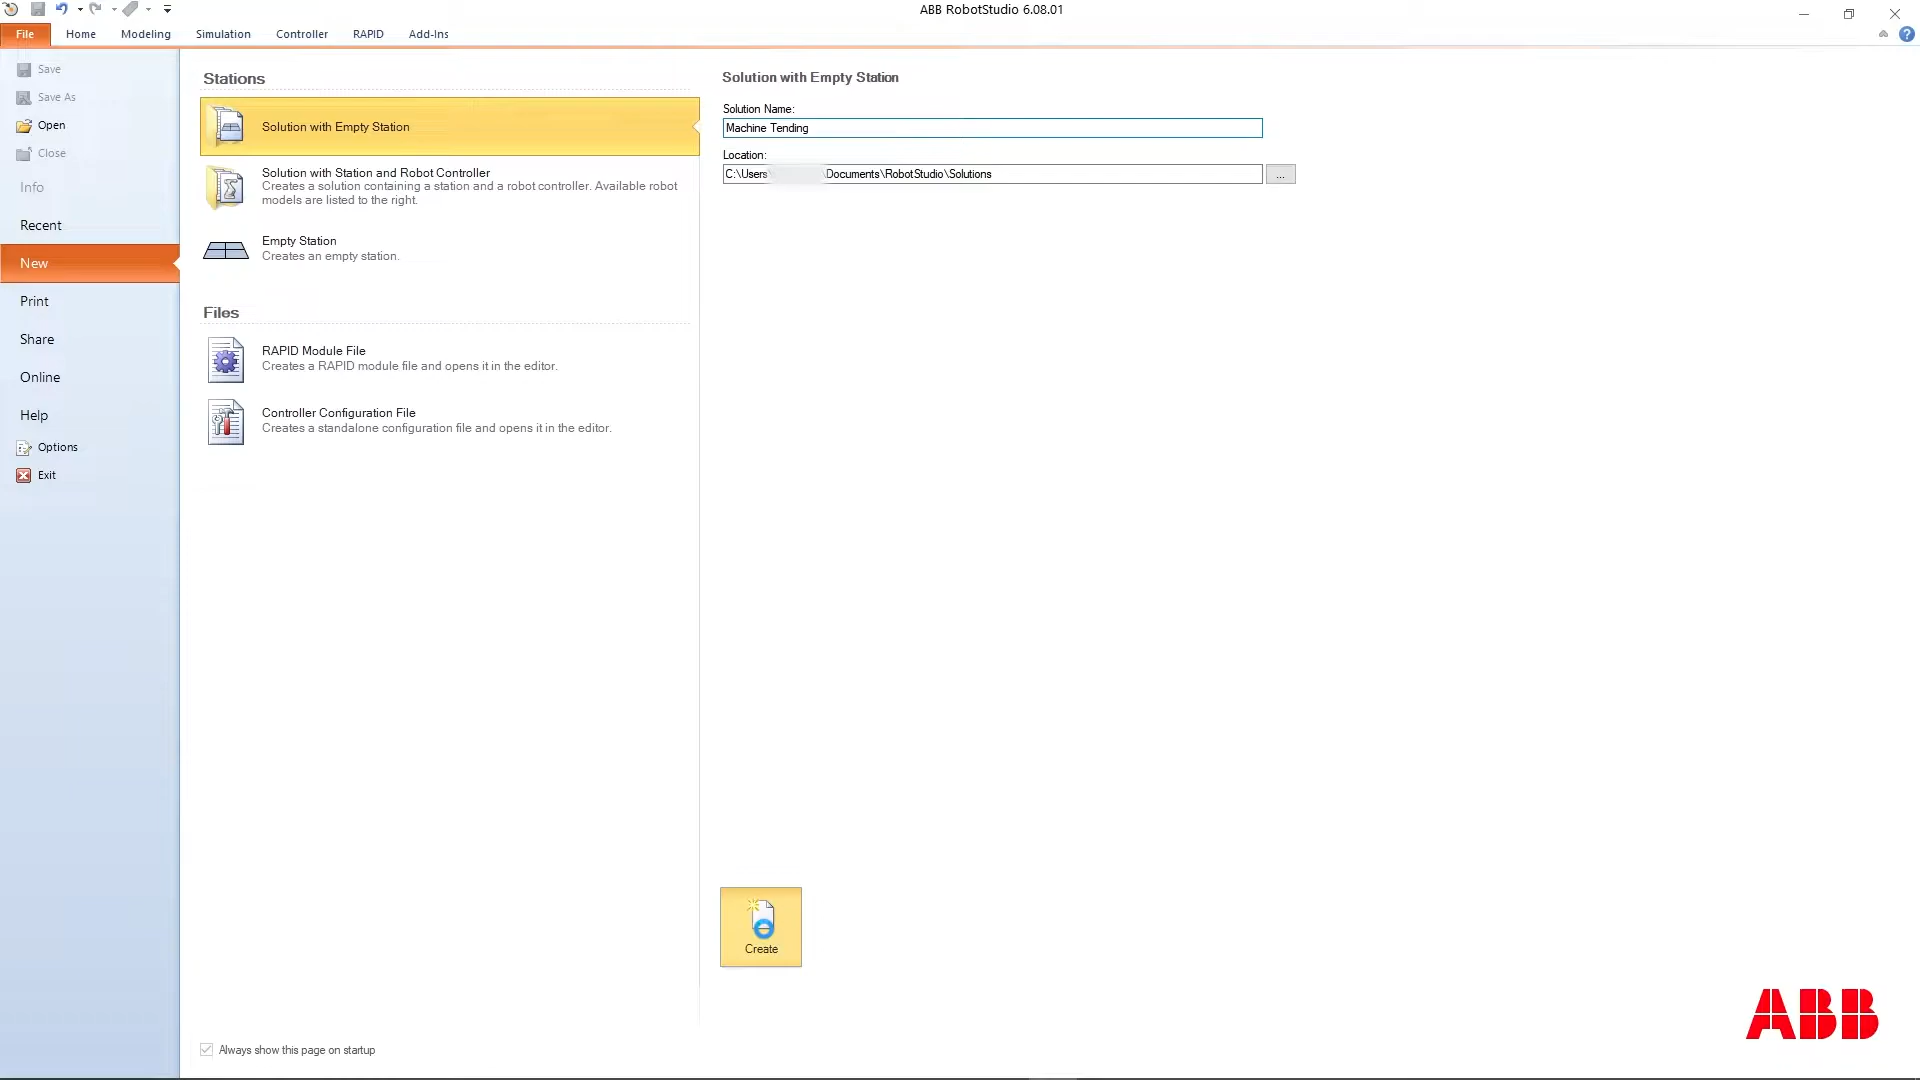 ABB RobotStudio 6.08.01
File Home Modeling Simulation Controller RAPID Add-Ins
Save
Save As
Open
Close
Info
Recent
New
Print
Share
Online
Help
Options
Exit
Stations
Solution with Empty Station
Solution with Station and Robot Controller
Creates a solution containing a station and a robot controller. Available robot
models are listed to the right.
Empty Station
Creates an empty station.
Files
RAPID Module File
Creates a RAPID module file and opens it in the editor.
Controller Configuration File
Creates a standalone configuration file and opens it in the editor.
Always show this page on startup
Solution with Empty Station
Solution Name:
Machine Tending
Location:
C:\Users\ \Documents\RobotStudio\Solutions
...
Create
ABB